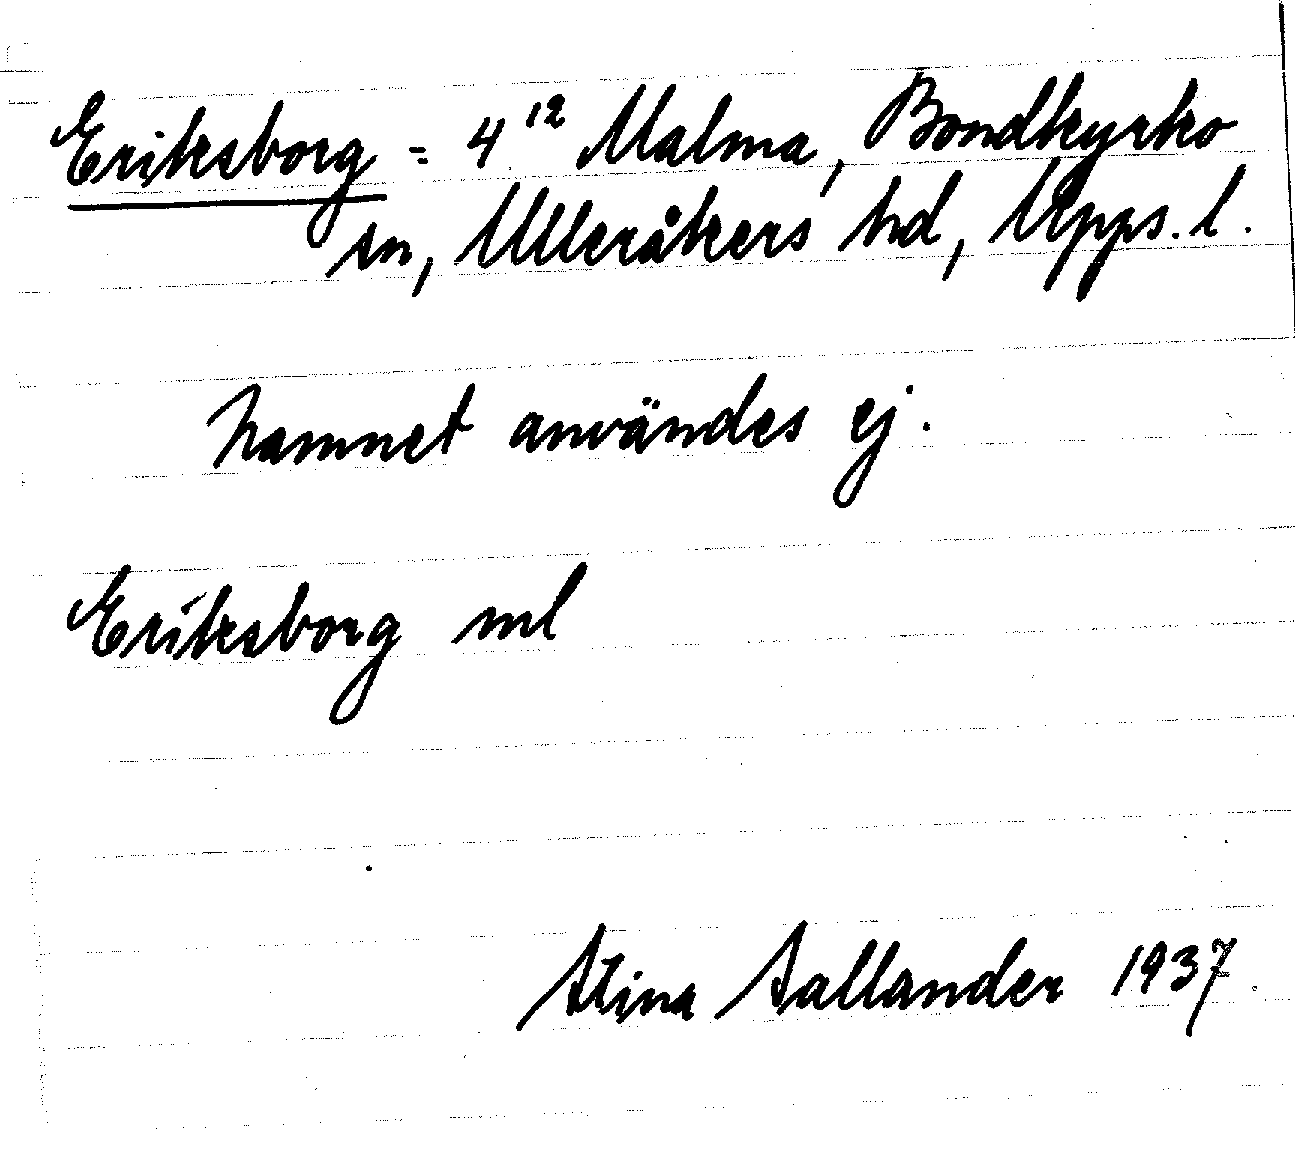 Eriksborg = 4¹² Malma, Bondkyrko
sn, Ulleråkers hd, Upps. l.
Namnet användes ej.
Eriksborg ml
Stina Sallander 1937.